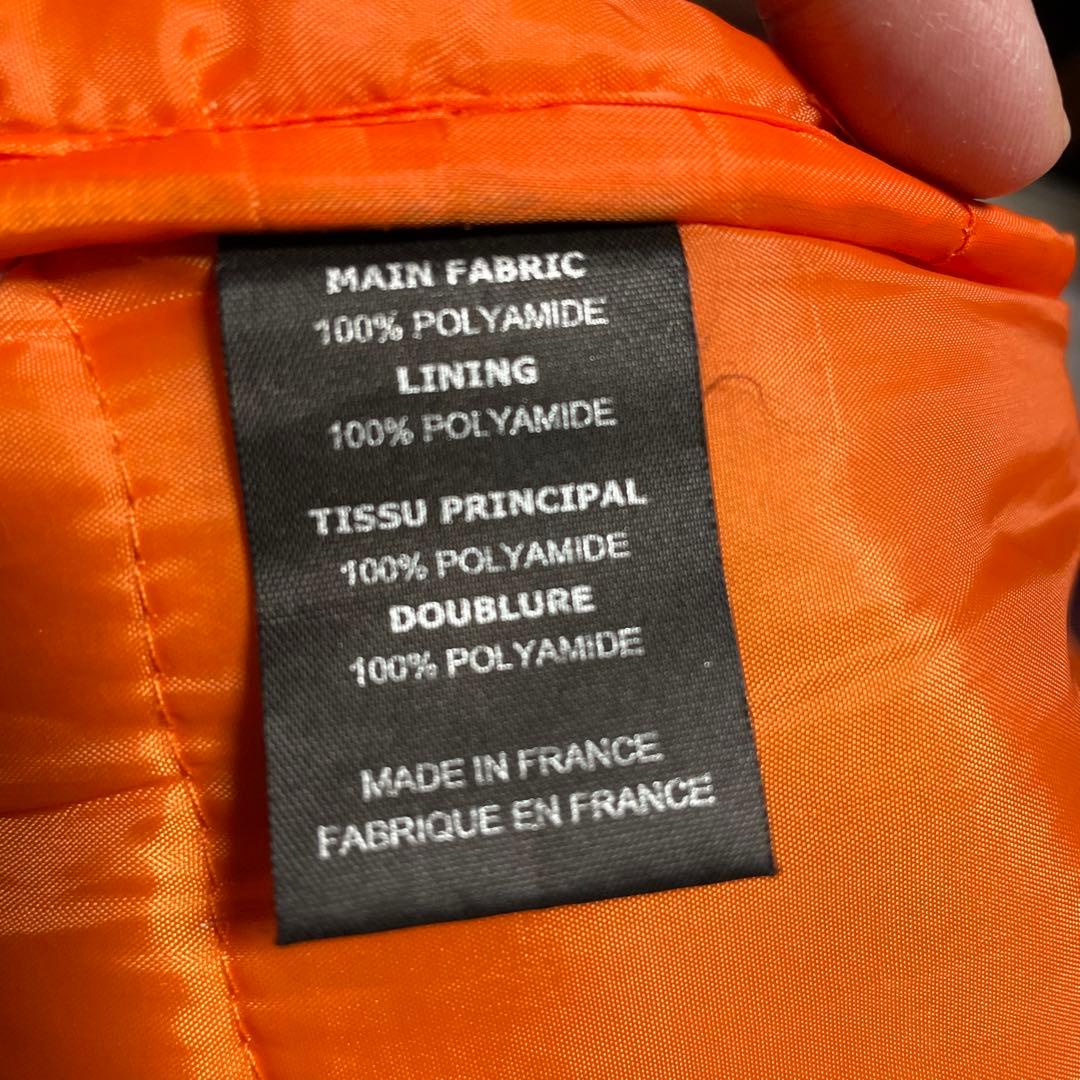 MAIN FABRIC
100% POLYAMIDE
LINING
100% POLYAMIDE
TISSU PRINCIPAL
100% POLYAMIDE
DOUBLURE
100% POLYAMIDE
MADE IN FRANCE
FABRIQUE EN FRANCE